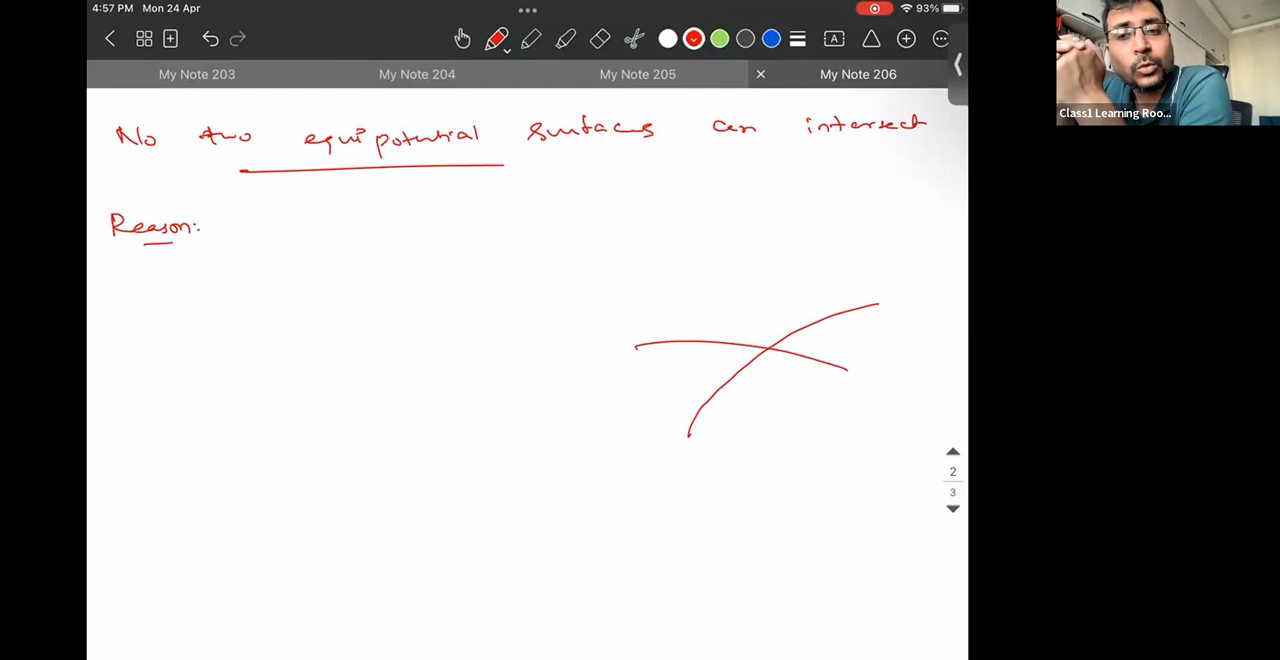 4:57 PM Mon 24 Apr
93%
A
My Note 203
My Note 204
My Note 205
My Note 206
Class1 Learning Roo...
No two equipotential surfaces can intersect
Reason:
2
3